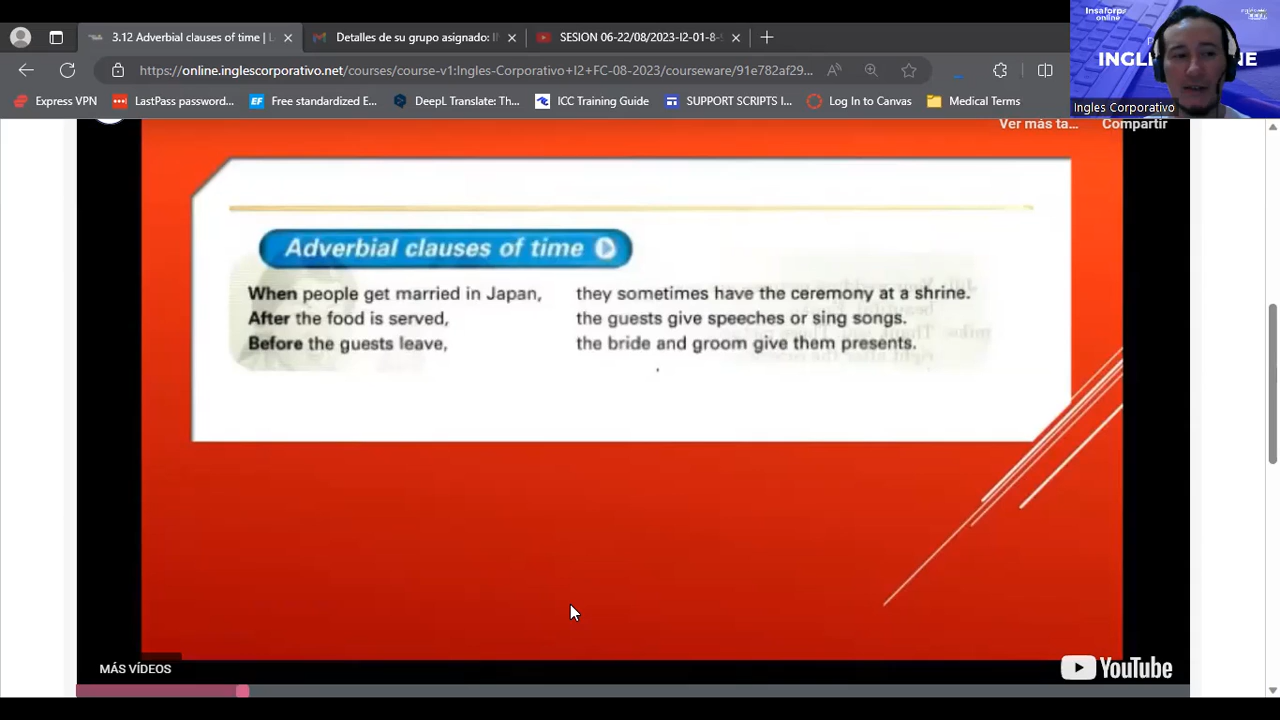 3.12 Adverbial clauses of time | L
Detalles de su grupo asignado: I
SESION 06-22/08/2023-I2-01-8-
https://online.inglescorporativo.net/courses/course-v1:Ingles-Corporativo+I2+FC-08-2023/courseware/91e782af29...
Express VPN
LastPass password...
Free standardized E...
DeepL Translate: Th...
ICC Training Guide
SUPPORT SCRIPTS I...
Log In to Canvas
Medical Terms
Insaforp
online
INGL
NE
Ingles Corporativo
Ver más ta...
Compartir
Adverbial clauses of time
When people get married in Japan, they sometimes have the ceremony at a shrine.
After the food is served, the guests give speeches or sing songs.
Before the guests leave, the bride and groom give them presents.
MÁS VÍDEOS
YouTube